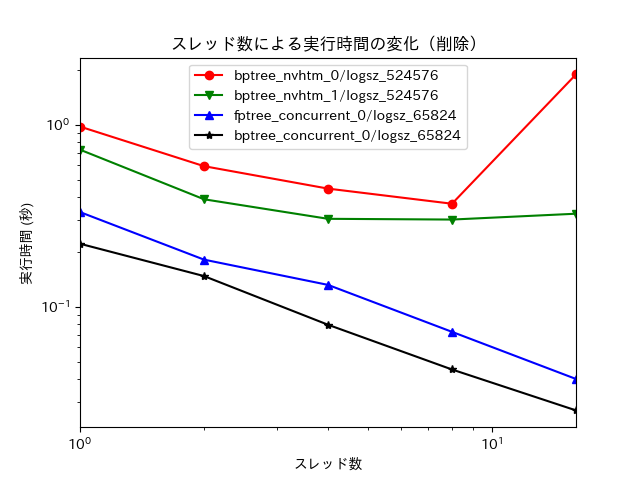 スレッド数による実行時間の変化（削除）
bptree_nvhtm_0/logsz_524576
bptree_nvhtm_1/logsz_524576
fptree_concurrent_0/logsz_65824
bptree_concurrent_0/logsz_65824
実行時間 (秒)
10⁰
10⁻¹
10⁰
10¹
スレッド数